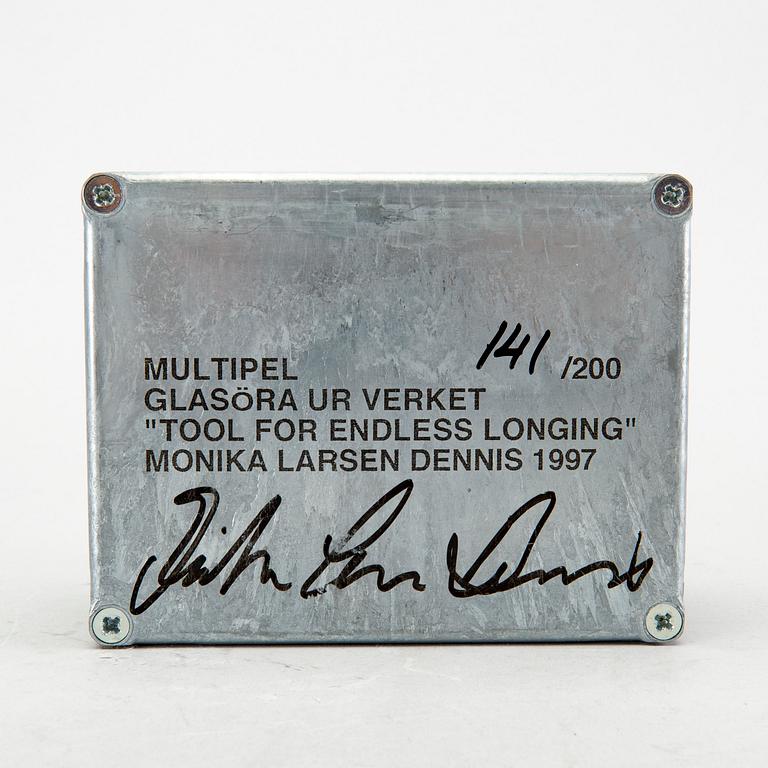 MULTIPEL 141 /200
GLASÖRA UR VERKET
"TOOL FOR ENDLESS LONGING"
MONIKA LARSEN DENNIS 1997